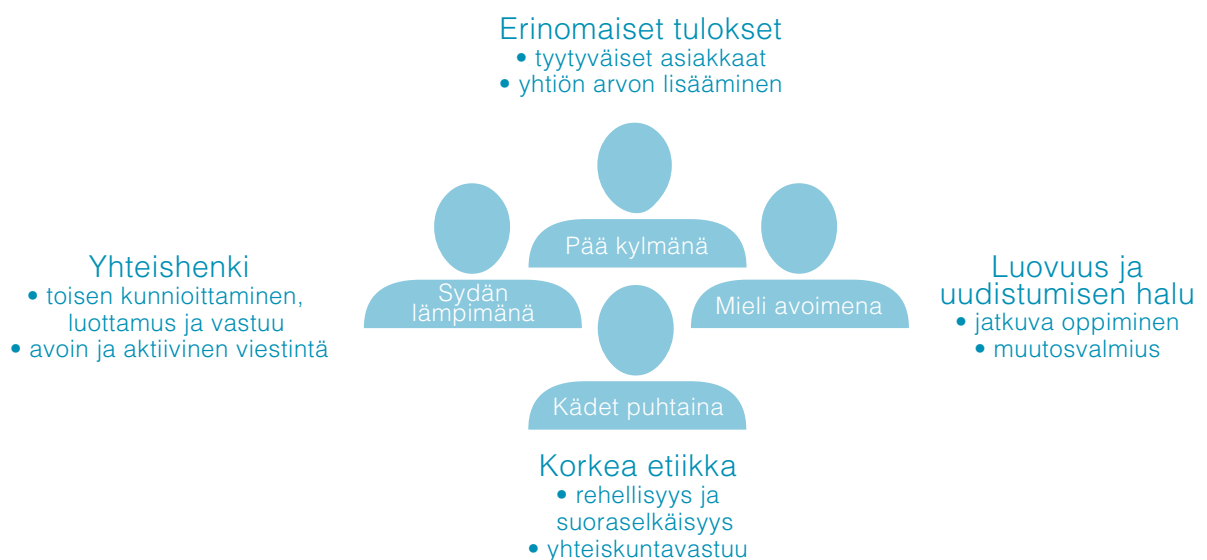 Erinomaiset tulokset
• tyytyväiset asiakkaat
• yhtiön arvon lisääminen
Pää kylmänä
Yhteishenki
• toisen kunnioittaminen,
luottamus ja vastuu
• avoin ja aktiivinen viestintä
Sydän
lämpimänä
Mieli avoimena
Luovuus ja
uudistumisen halu
• jatkuva oppiminen
• muutosvalmius
Kädet puhtaina
Korkea etiikka
• rehellisyys ja
suoraselkäisyys
• yhteiskuntavastuu